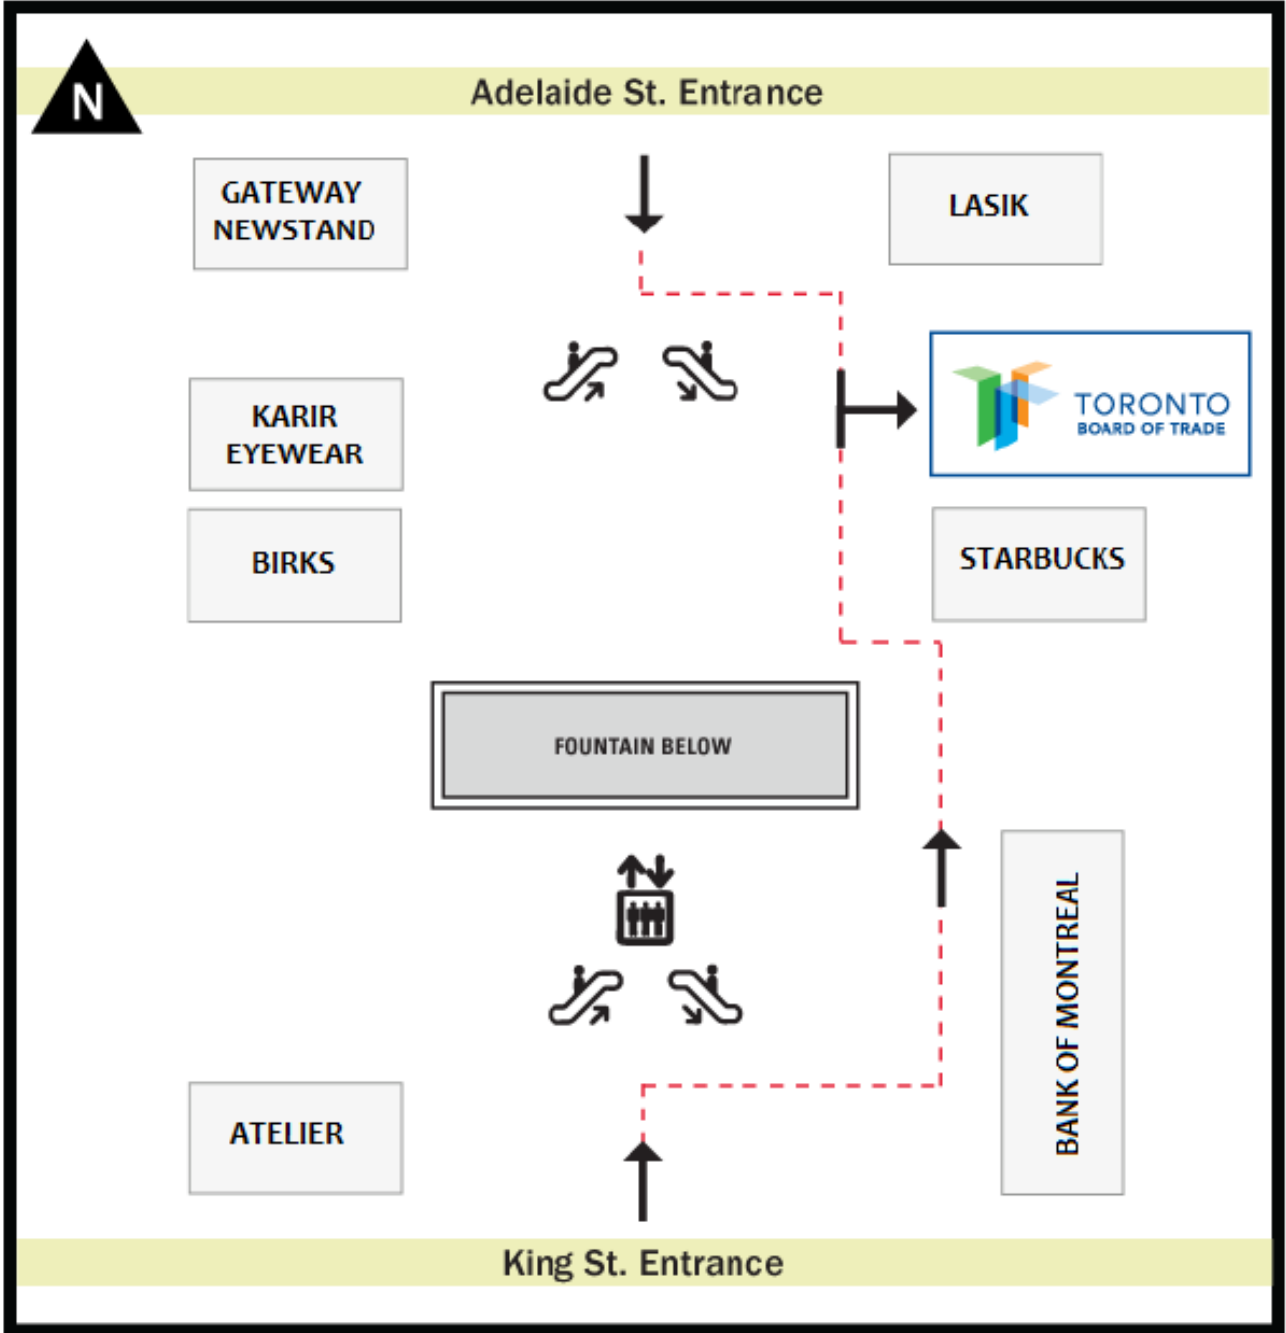 N
Adelaide St. Entrance
GATEWAY
NEWSTAND
LASIK
KARIR
EYEWEAR
TORONTO
BOARD OF TRADE
BIRKS
STARBUCKS
FOUNTAIN BELOW
BANK OF MONTREAL
ATELIER
King St. Entrance